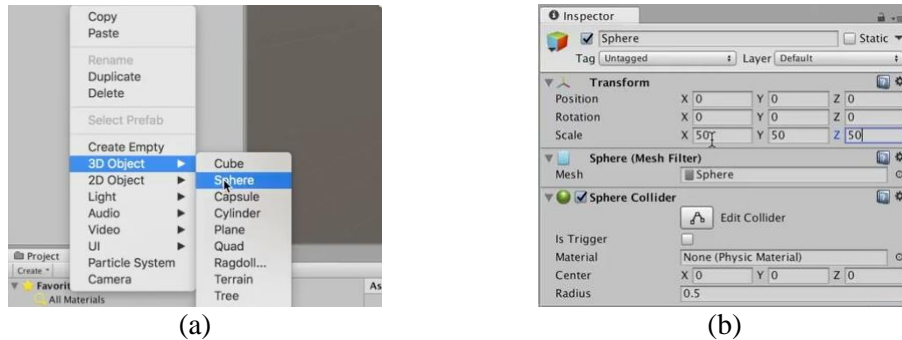 Copy
Paste
Rename
Duplicate
Delete
Select Prefab
Create Empty
3D Object
2D Object
Light
Audio
Video
UI
Particle System
Camera
Cube
Sphere
Capsule
Cylinder
Plane
Quad
Ragdoll...
Terrain
Tree
Project
Create
Favorit
All Materials
As
(a)
Inspector
Sphere Static
Tag Untagged Layer Default
Transform
Position X 0 Y 0 Z 0
Rotation X 0 Y 0 Z 0
Scale X 50 Y 50 Z 50
Sphere (Mesh Filter)
Mesh Sphere
Sphere Collider
Edit Collider
Is Trigger
Material None (Physic Material)
Center X 0 Y 0 Z 0
Radius 0.5
(b)